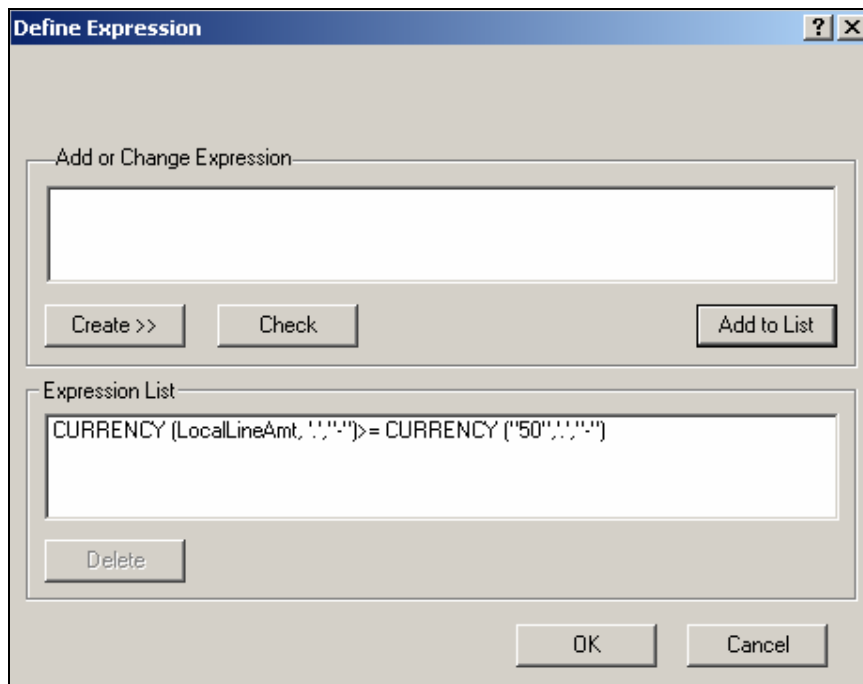 Define Expression
? X
Add or Change Expression
Create >>
Check
Add to List
Expression List
CURRENCY (LocalLineAmt, '.',"-")>= CURRENCY ("50",'.',"-")
Delete
OK
Cancel